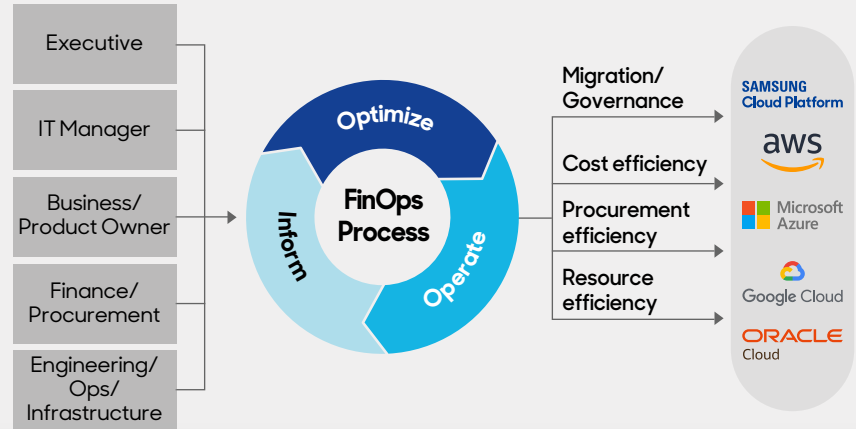 Executive
IT Manager
Business/
Product Owner
Finance/
Procurement
Engineering/
Ops/
Infrastructure
Optimize
Inform
Operate
FinOps
Process
Migration/
Governance
Cost efficiency
Procurement
efficiency
Resource
efficiency
SAMSUNG
Cloud Platform
aws
Microsoft
Azure
Google Cloud
ORACLE
Cloud